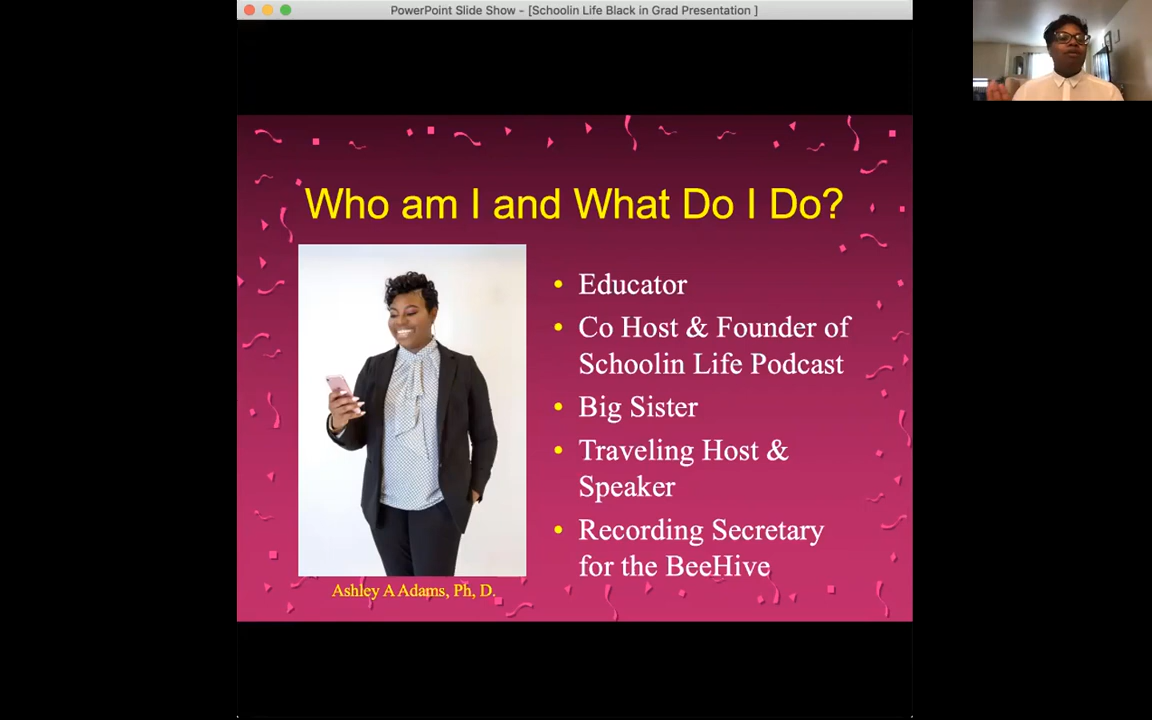 PowerPoint Slide Show - [Schoolin Life Black in Grad Presentation ]
Who am I and What Do I Do?
• Educator
• Co Host & Founder of
Schoolin Life Podcast
• Big Sister
• Traveling Host &
Speaker
• Recording Secretary
for the BeeHive
Ashley A Adams, Ph, D.